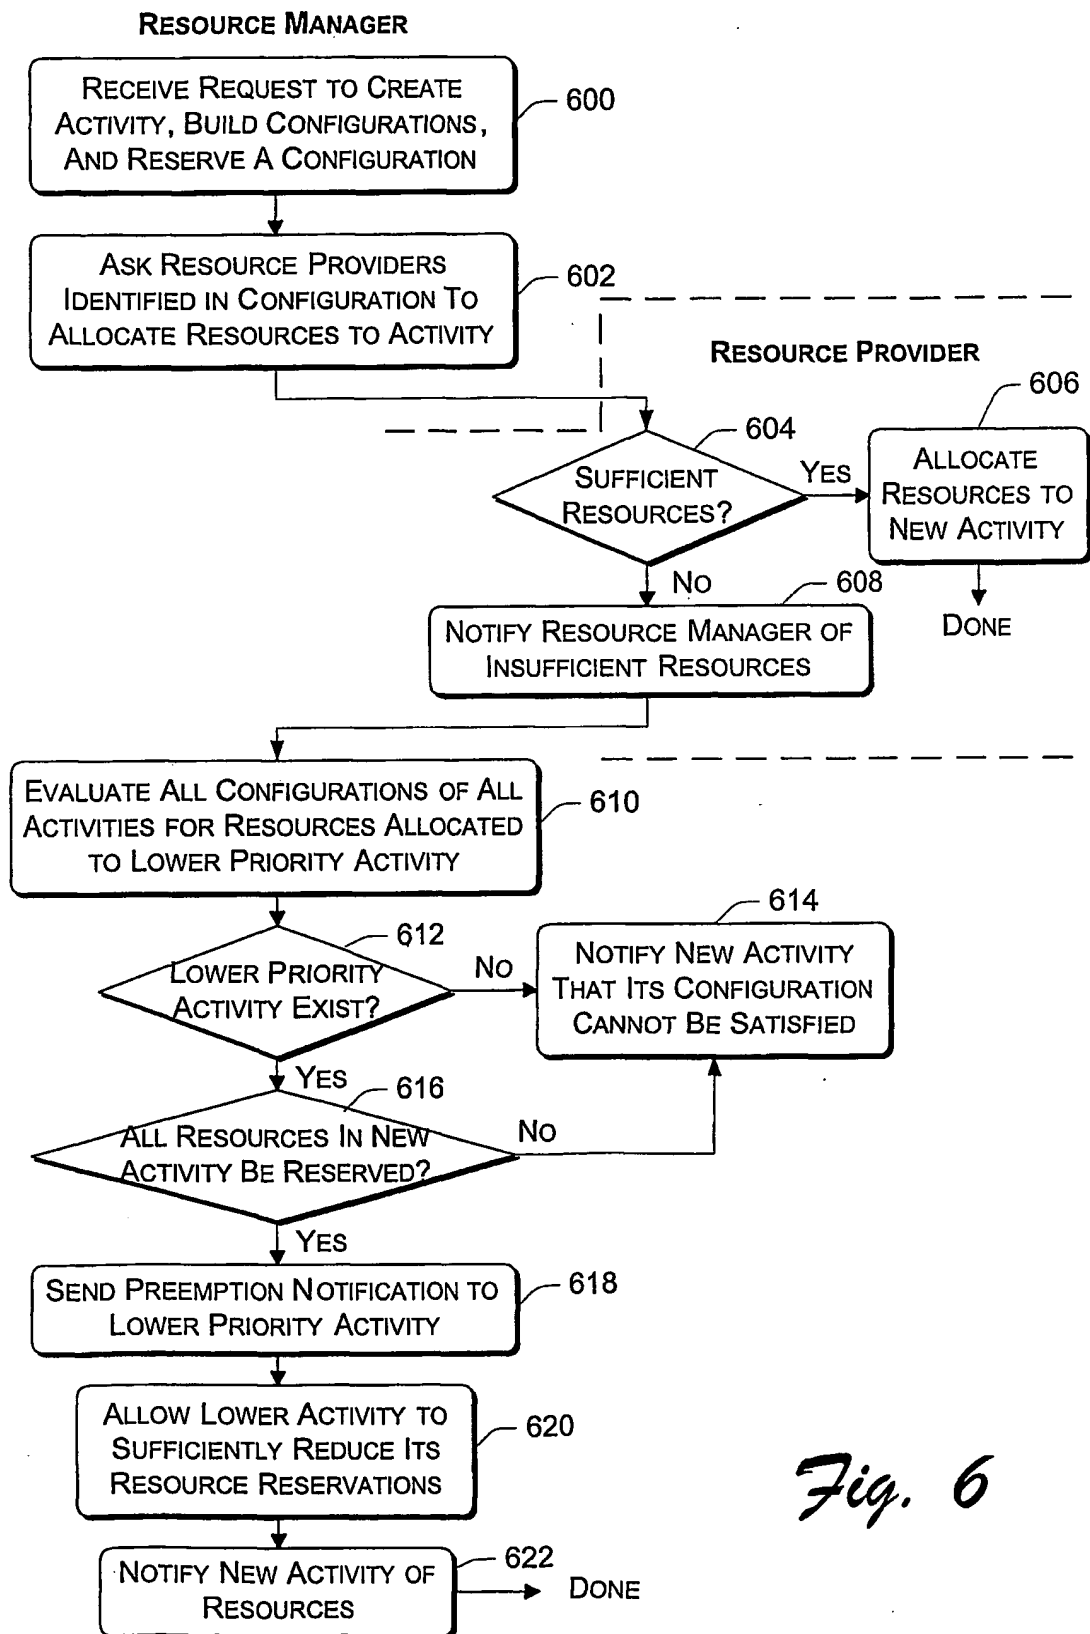 RESOURCE MANAGER
RECEIVE REQUEST TO CREATE
ACTIVITY, BUILD CONFIGURATIONS,
AND RESERVE A CONFIGURATION
600
ASK RESOURCE PROVIDERS
IDENTIFIED IN CONFIGURATION TO
ALLOCATE RESOURCES TO ACTIVITY
602
RESOURCE PROVIDER
SUFFICIENT
RESOURCES?
604
YES
ALLOCATE
RESOURCES TO
NEW ACTIVITY
606
DONE
NO
NOTIFY RESOURCE MANAGER OF
INSUFFICIENT RESOURCES
608
EVALUATE ALL CONFIGURATIONS OF ALL
ACTIVITIES FOR RESOURCES ALLOCATED
TO LOWER PRIORITY ACTIVITY
610
LOWER PRIORITY
ACTIVITY EXIST?
612
NO
NOTIFY NEW ACTIVITY
THAT ITS CONFIGURATION
CANNOT BE SATISFIED
614
YES
ALL RESOURCES IN NEW
ACTIVITY BE RESERVED?
616
NO
YES
SEND PREEMPTION NOTIFICATION TO
LOWER PRIORITY ACTIVITY
618
ALLOW LOWER ACTIVITY TO
SUFFICIENTLY REDUCE ITS
RESOURCE RESERVATIONS
620
NOTIFY NEW ACTIVITY OF
RESOURCES
622
DONE
Fig. 6